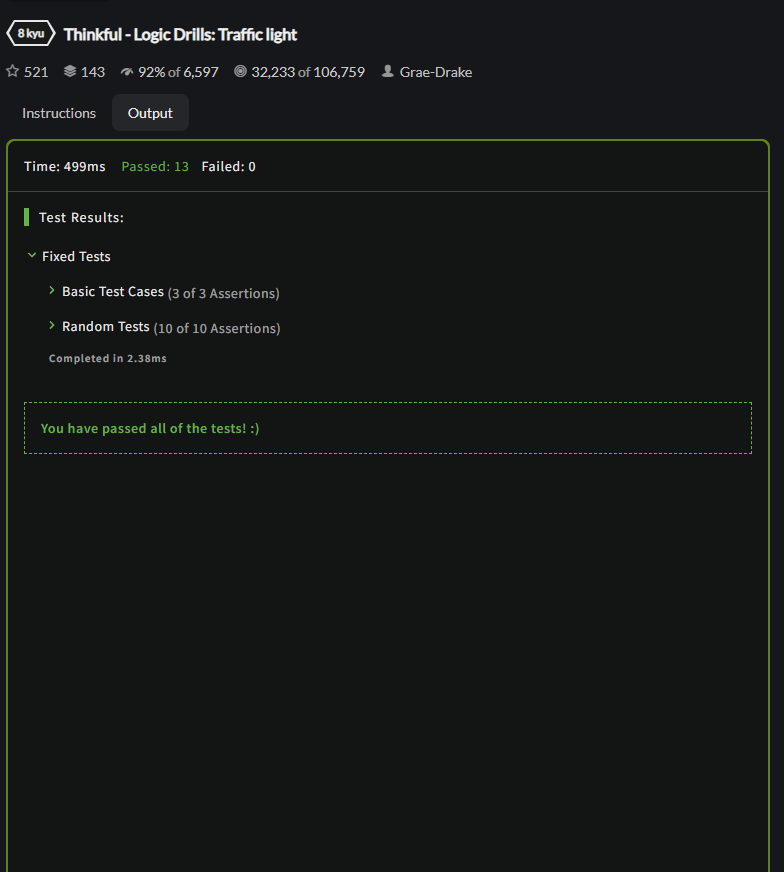 8 kyu Thinkful - Logic Drills: Traffic light
521 143 92% of 6,597 32,233 of 106,759 Grae-Drake
Instructions Output
Time: 499ms Passed: 13 Failed: 0
Test Results:
Fixed Tests
Basic Test Cases (3 of 3 Assertions)
Random Tests (10 of 10 Assertions)
Completed in 2.38ms
You have passed all of the tests! :)